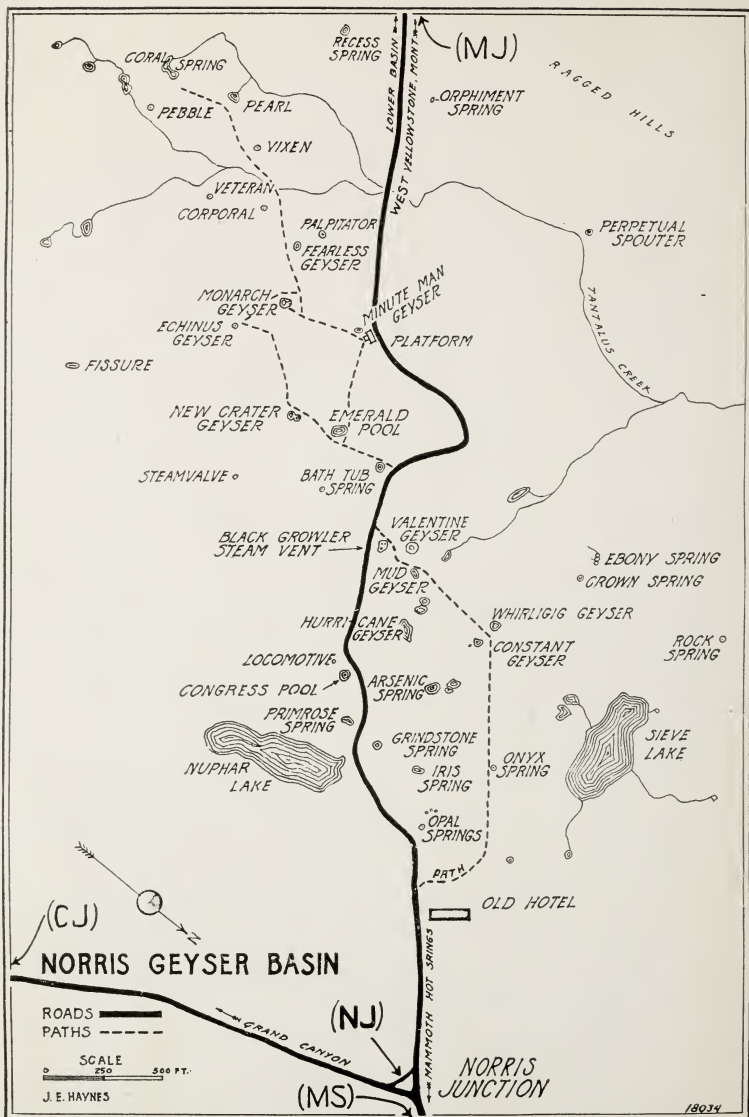 RECESS
SPRING
(MJ)
LOWER BASIN
WEST YELLOWSTONE, MONT.
RAGGED HILLS
CORAL SPRING
PEBBLE
PEARL
ORPHIMENT
SPRING
VIXEN
VETERAN
CORPORAL
PALPITATOR
FEARLESS
GEYSER
PERPETUAL
SPOUTER
MONARCH
GEYSER
MINUTE MAN
GEYSER
ECHINUS
GEYSER
PLATFORM
TANTALUS
CREEK
FISSURE
NEW CRATER
GEYSER
EMERALD
POOL
STEAMVALVE
BATH TUB
SPRING
BLACK GROWLER
STEAM VENT
VALENTINE
GEYSER
EBONY SPRING
CROWN SPRING
MUD
GEYSER
HURRICANE
GEYSER
WHIRLIGIG GEYSER
CONSTANT
GEYSER
ROCK
SPRING
LOCOMOTIVE
CONGRESS POOL
ARSENIC
SPRING
PRIMROSE
SPRING
GRINDSTONE
SPRING
SIEVE
LAKE
NUPHAR
LAKE
IRIS
SPRING
ONYX
SPRING
OPAL
SPRINGS
PATH
N
OLD HOTEL
(CJ)
NORRIS GEYSER BASIN
ROADS
PATHS
GRAND CANYON
(NJ)
MAMMOTH HOT SPRINGS
SCALE
0 250 500 FT.
NORRIS
JUNCTION
J. E. HAYNES
(MS)
18034